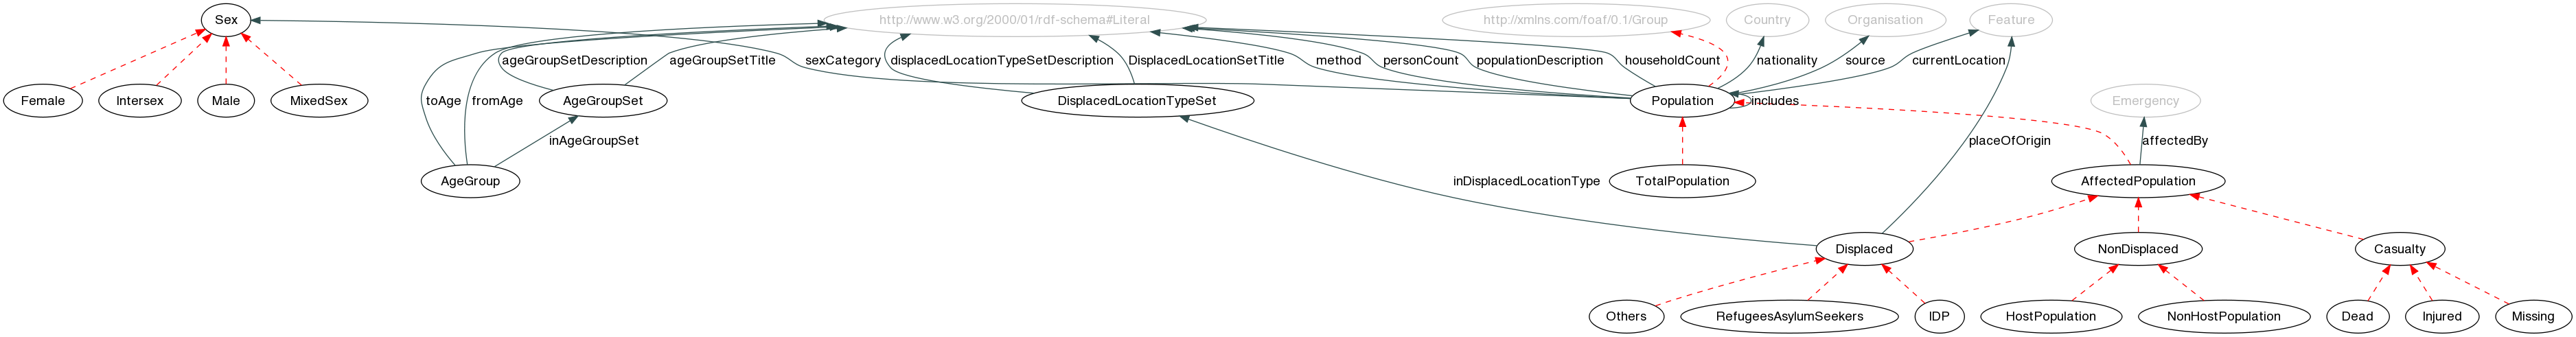 Sex
http://www.w3.org/2000/01/rdf-schema#Literal
http://xmlns.com/foaf/0.1/Group
Country
Organisation
Feature
ageGroupSetDescription
ageGroupSetTitle
sexCategory
displacedLocationTypeSetDescription
DisplacedLocationSetTitle
method
personCount
populationDescription
householdCount
nationality
source
currentLocation
Female
Intersex
Male
MixedSex
toAge
fromAge
AgeGroupSet
DisplacedLocationTypeSet
Population
includes
Emergency
inAgeGroupSet
placeOfOrigin
affectedBy
AgeGroup
inDisplacedLocationType
TotalPopulation
AffectedPopulation
Displaced
NonDisplaced
Casualty
Others
RefugeesAsylumSeekers
IDP
HostPopulation
NonHostPopulation
Dead
Injured
Missing